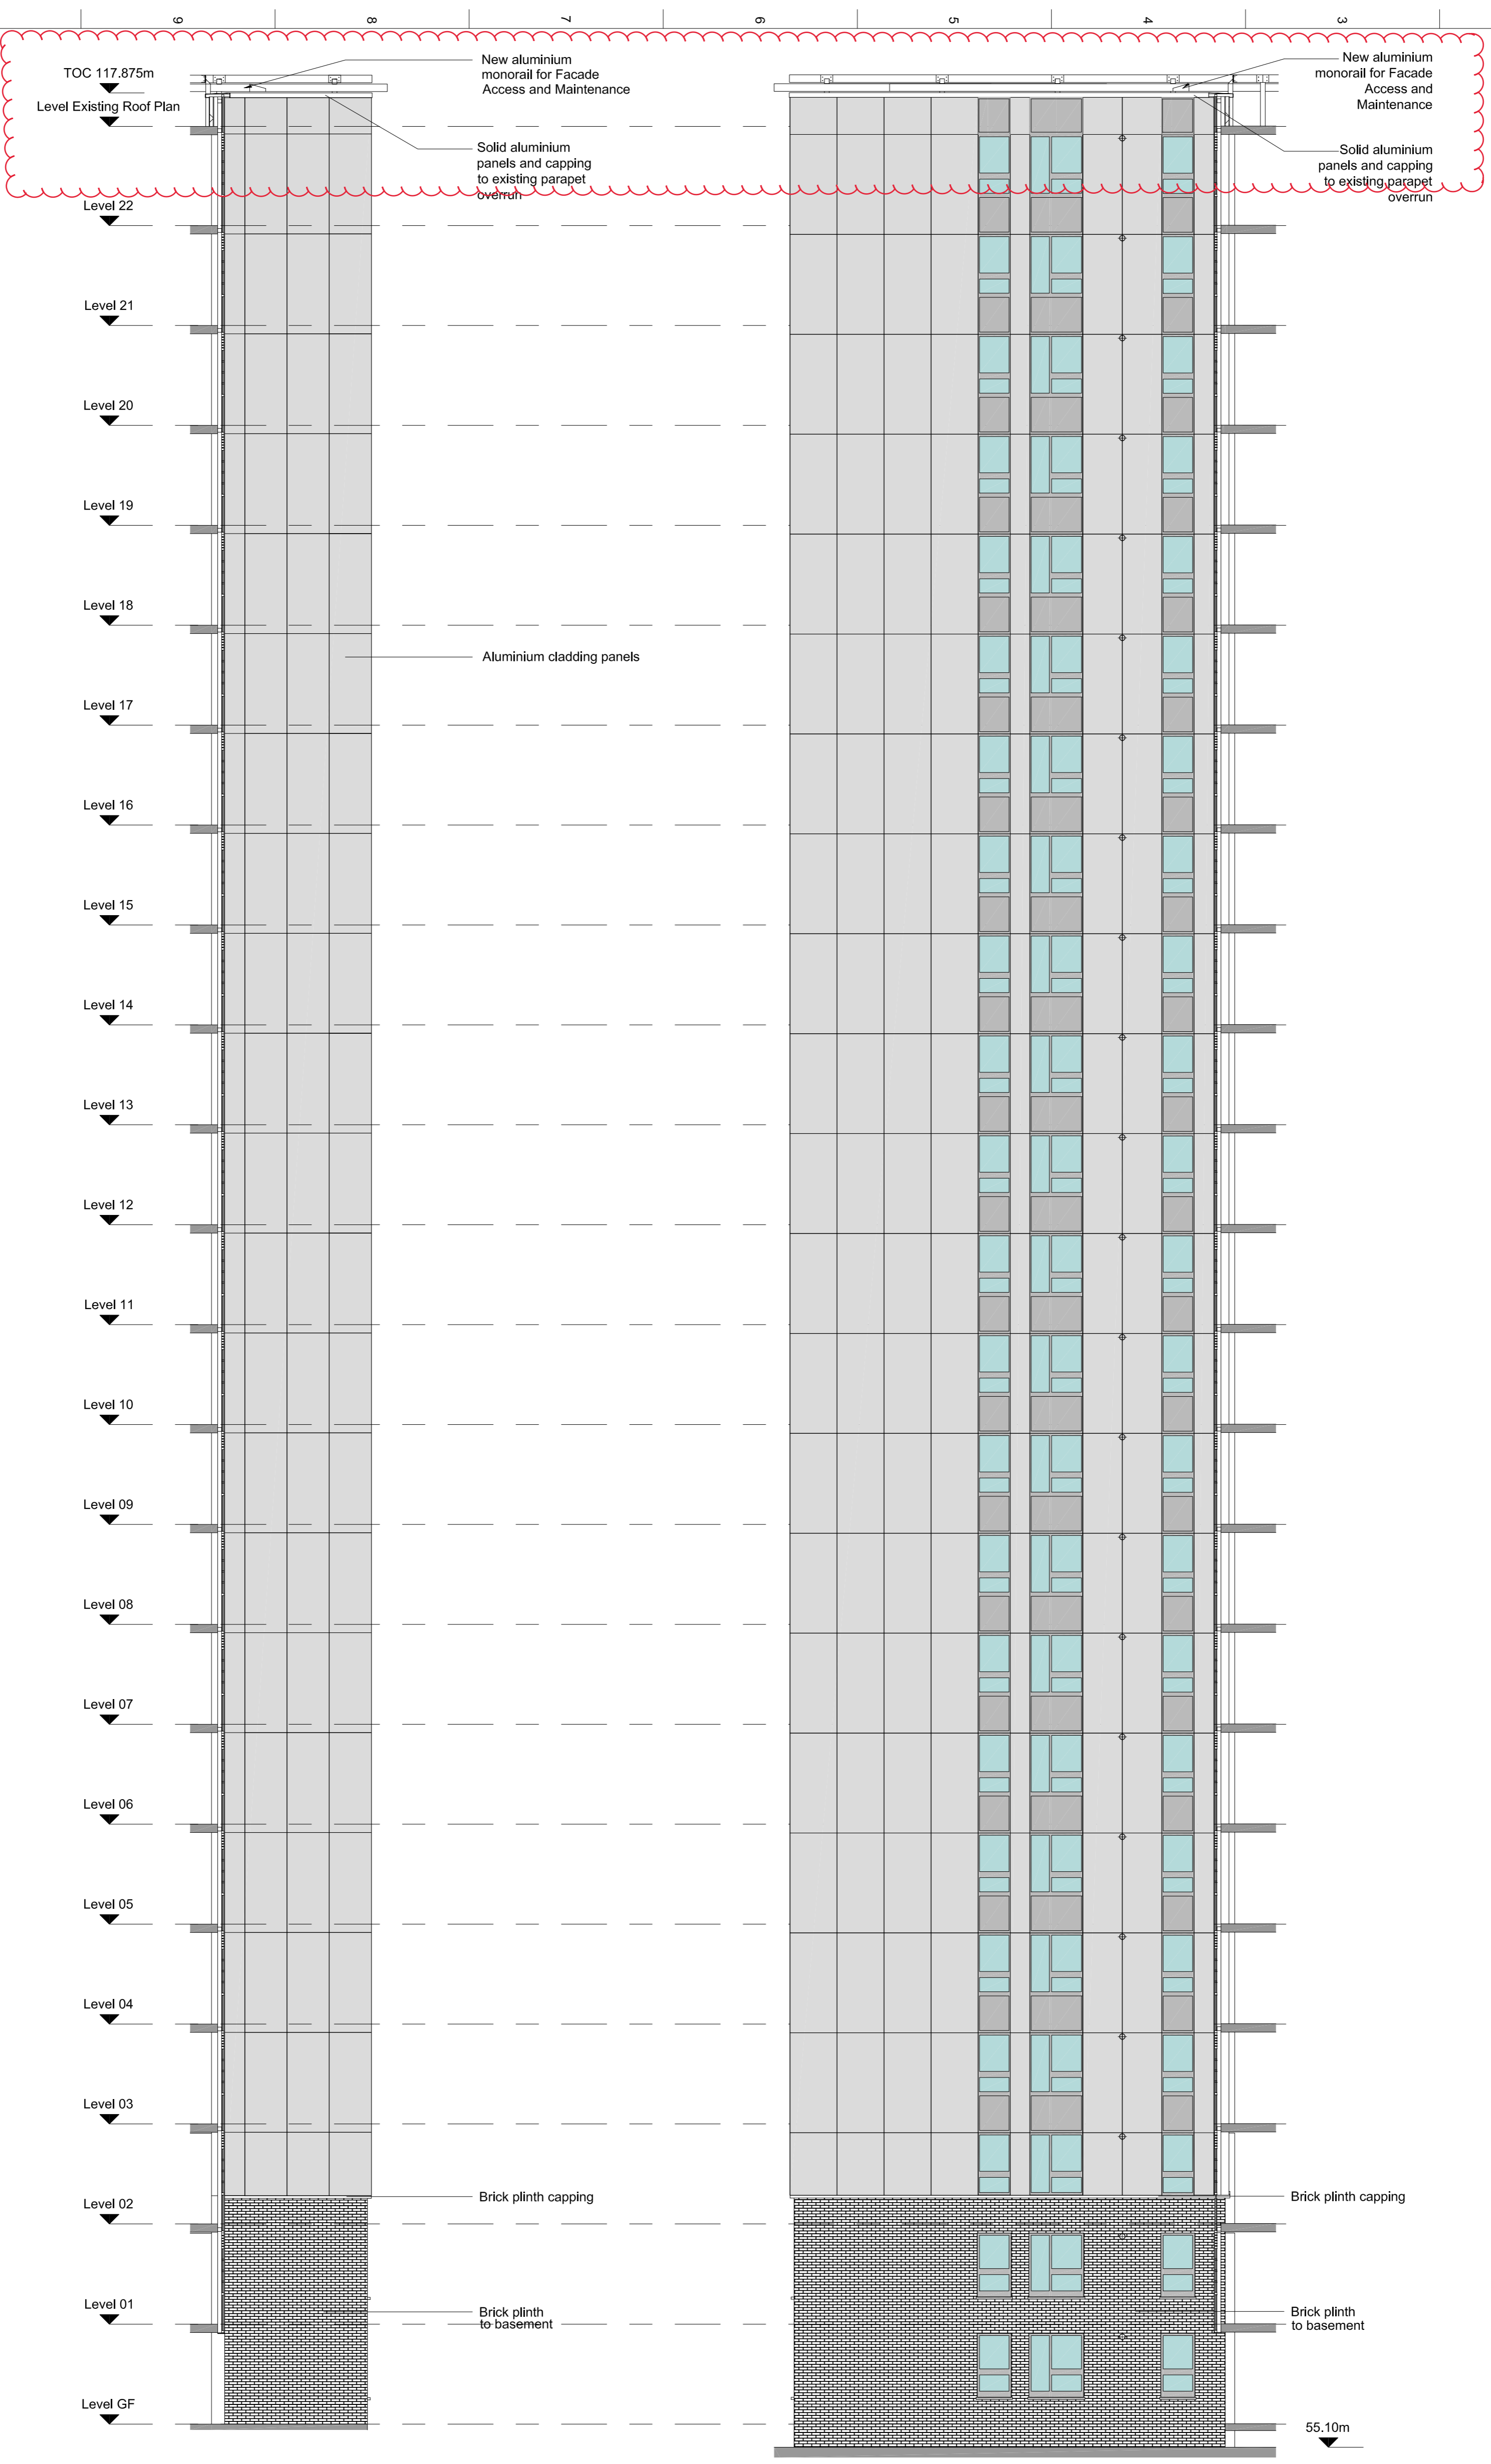 9
8
7
6
5
4
3
TOC 117.875m
Level Existing Roof Plan
New aluminium
monorail for Facade
Access and Maintenance
Solid aluminium
panels and capping
to existing parapet
overrun
New aluminium
monorail for Facade
Access and
Maintenance
Solid aluminium
panels and capping
to existing parapet
overrun
Level 22
Level 21
Level 20
Level 19
Level 18
Aluminium cladding panels
Level 17
Level 16
Level 15
Level 14
Level 13
Level 12
Level 11
Level 10
Level 09
Level 08
Level 07
Level 06
Level 05
Level 04
Level 03
Brick plinth capping
Brick plinth capping
Level 02
Level 01
Brick plinth
to basement
Brick plinth
to basement
Level GF
55.10m